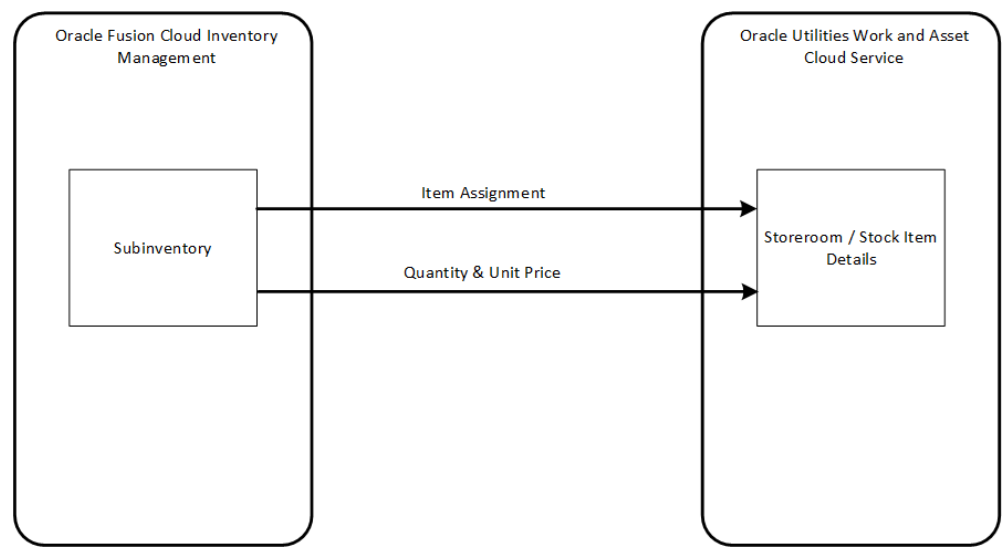 Oracle Fusion Cloud Inventory
Management
Oracle Utilities Work and Asset
Cloud Service
Item Assignment
Subinventory
Storeroom / Stock Item
Details
Quantity & Unit Price